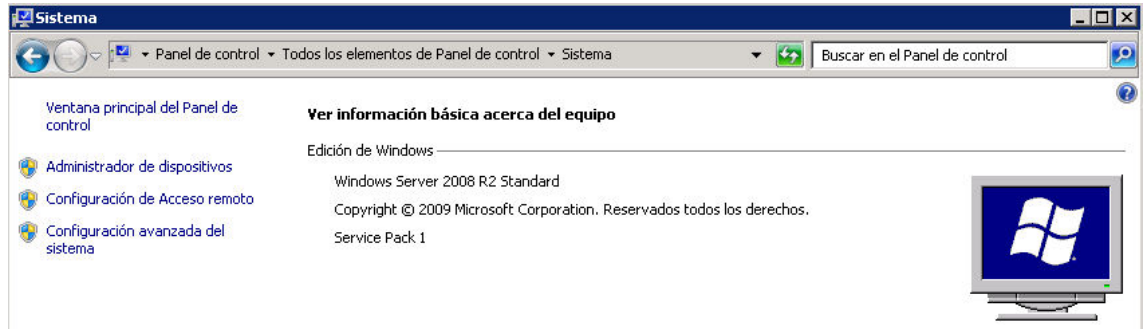 Sistema
Panel de control Todos los elementos de Panel de control Sistema
Buscar en el Panel de control
Ventana principal del Panel de
control
Administrador de dispositivos
Configuración de Acceso remoto
Configuración avanzada del
sistema
Ver información básica acerca del equipo
Edición de Windows
Windows Server 2008 R2 Standard
Copyright © 2009 Microsoft Corporation. Reservados todos los derechos.
Service Pack 1